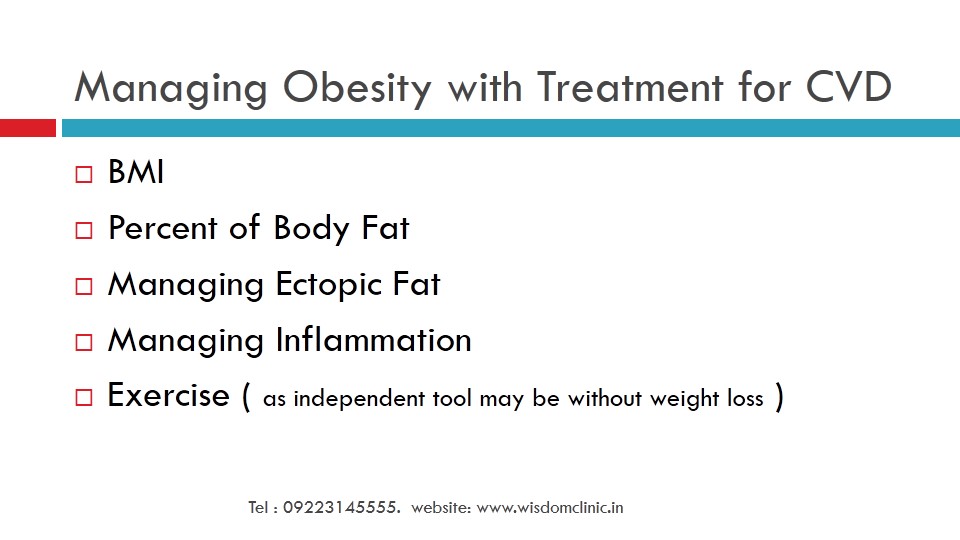 Managing Obesity with Treatment for CVD
BMI
Percent of Body Fat
Managing Ectopic Fat
Managing Inflammation
Exercise ( as independent tool may be without weight loss )
Tel : 09223145555. website: www.wisdomclinic.in